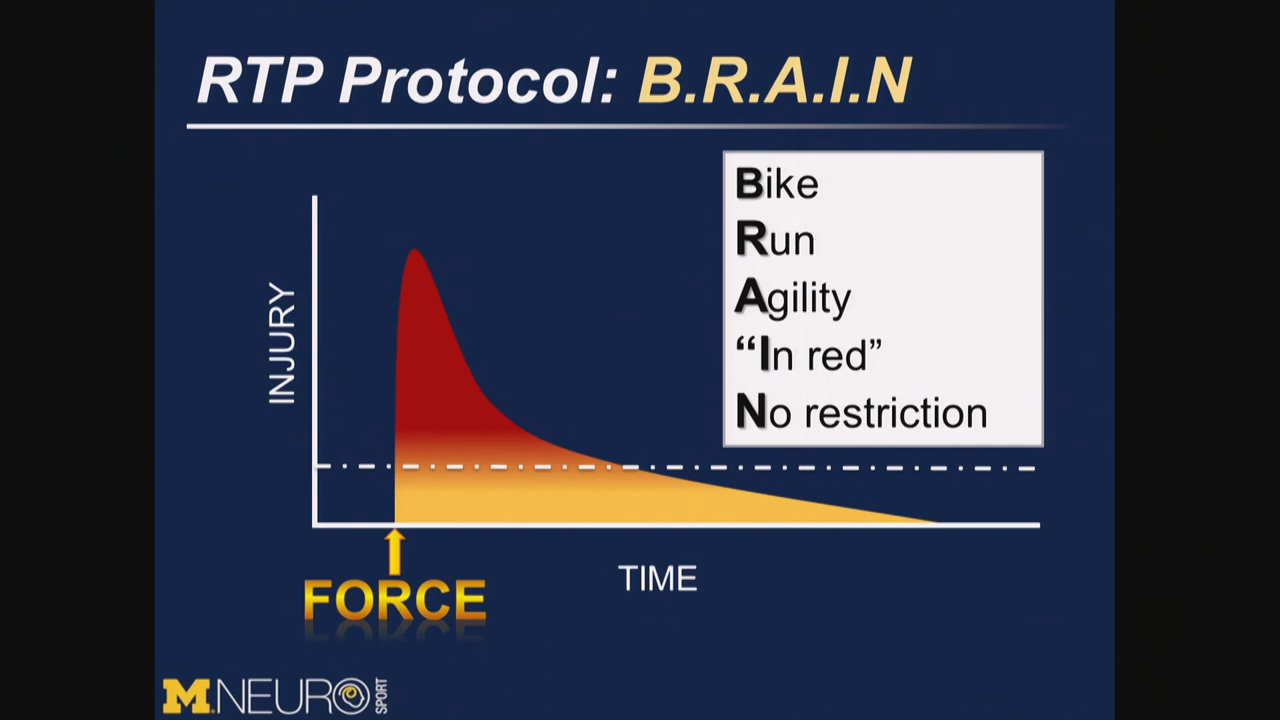 RTP Protocol: B.R.A.I.N
Bike
Run
Agility
“In red”
No restriction
INJURY
TIME
FORCE
M NEURO SPORT